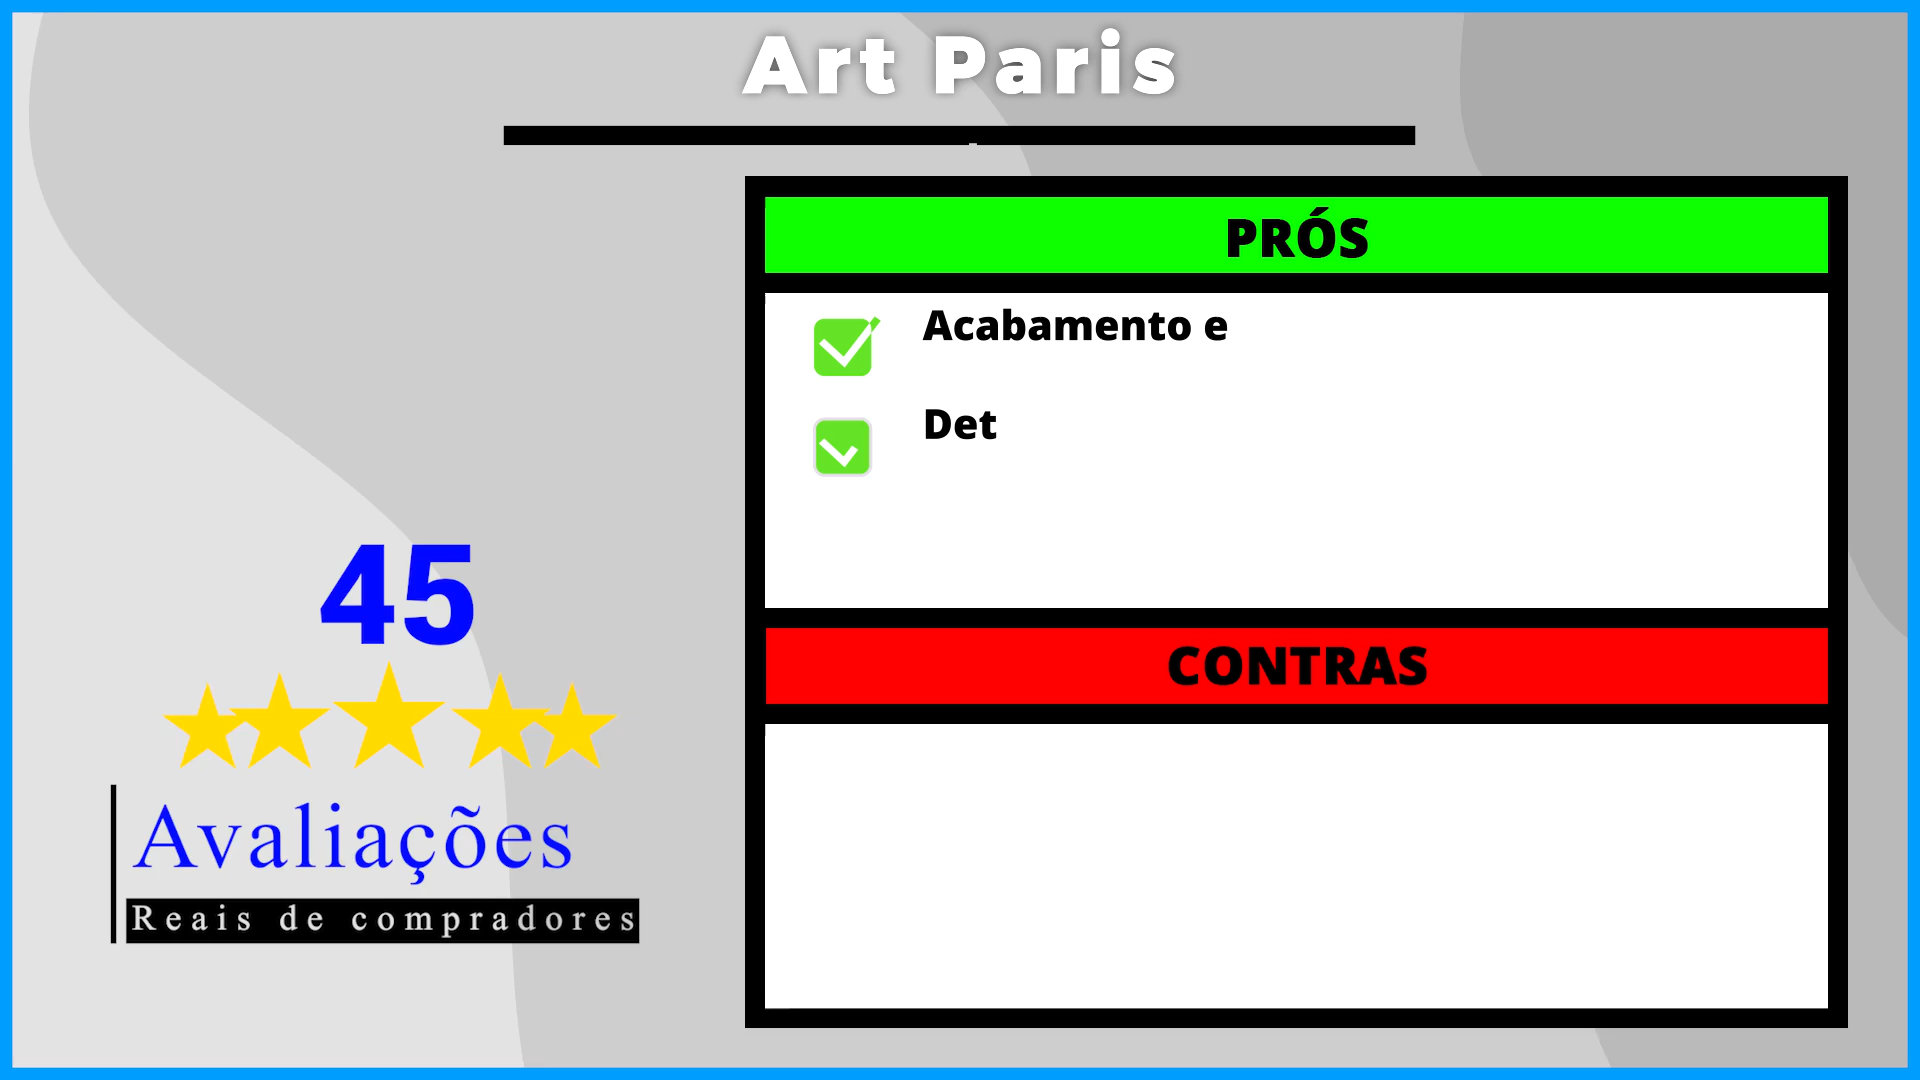 Art Paris
PRÓS
Acabamento e
Det
CONTRAS
45
Avaliações
Reais de compradores